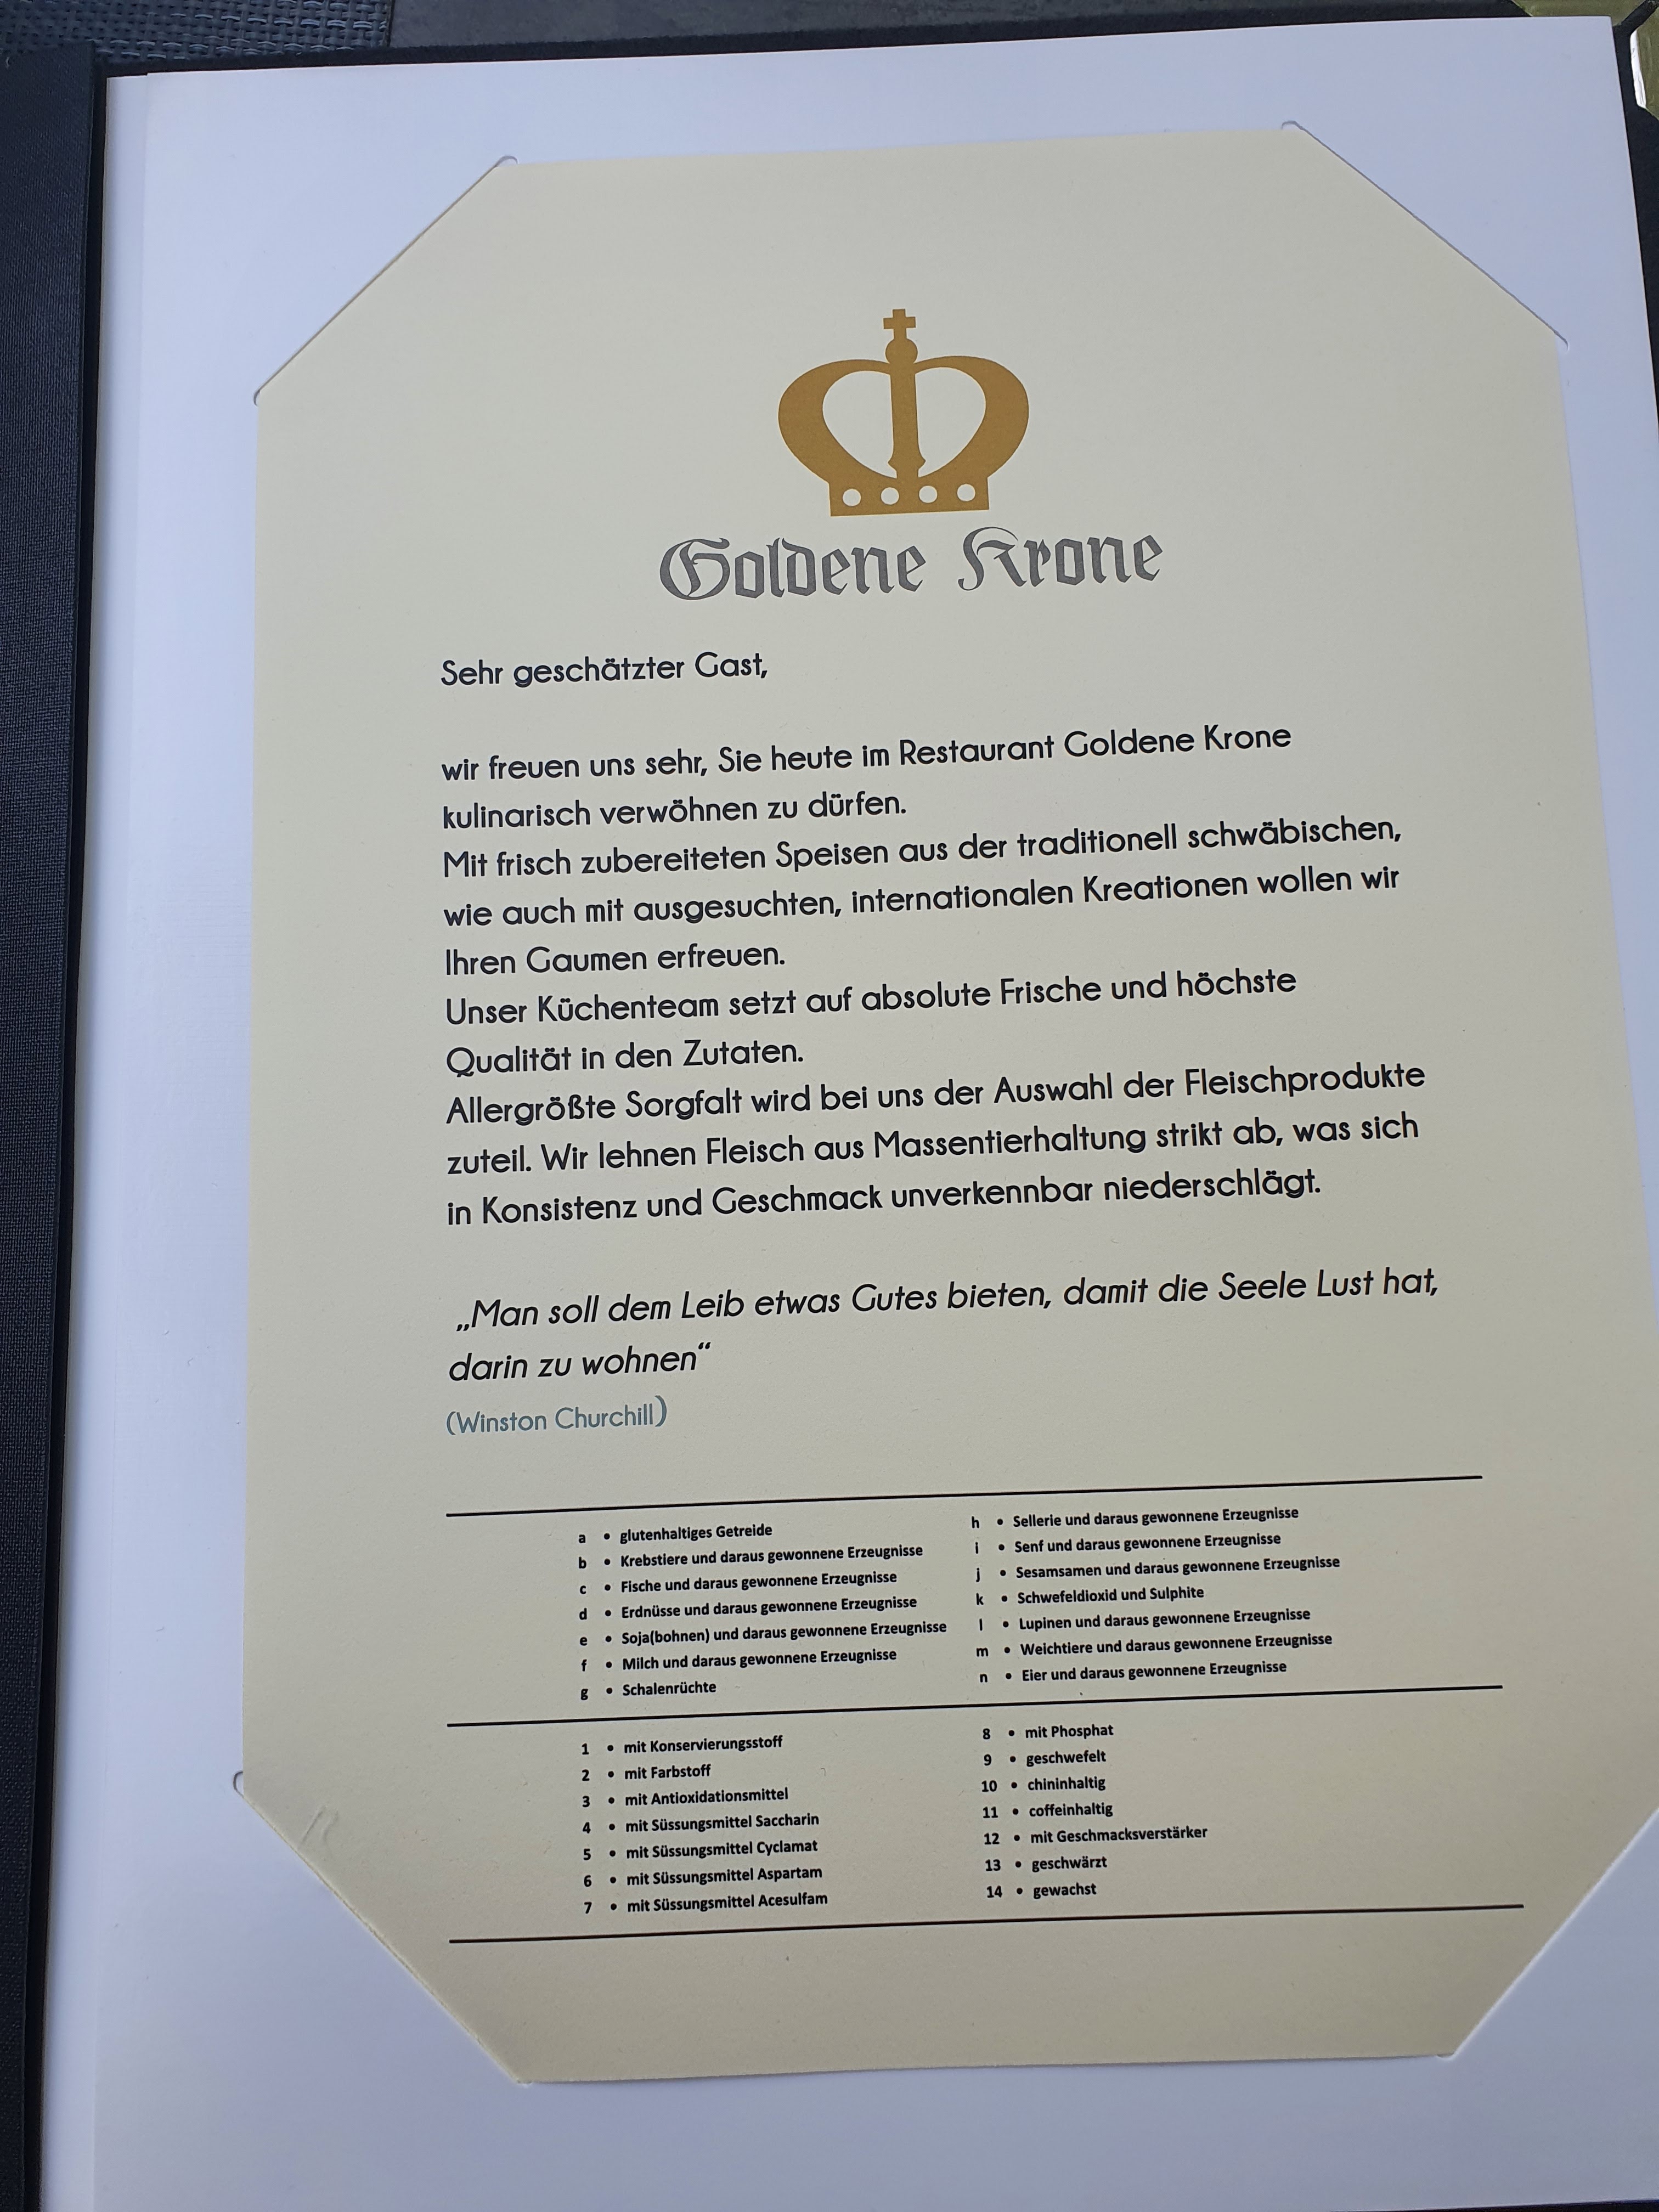 Goldene Krone
Sehr geschätzter Gast,
wir freuen uns sehr, Sie heute im Restaurant Goldene Krone
kulinarisch verwöhnen zu dürfen.
Mit frisch zubereiteten Speisen aus der traditionell schwäbischen,
wie auch mit ausgesuchten, internationalen Kreationen wollen wir
Ihren Gaumen erfreuen.
Unser Küchenteam setzt auf absolute Frische und höchste
Qualität in den Zutaten.
Allergrößte Sorgfalt wird bei uns der Auswahl der Fleischprodukte
zuteil. Wir lehnen Fleisch aus Massentierhaltung strikt ab, was sich
in Konsistenz und Geschmack unverkennbar niederschlägt.
„Man soll dem Leib etwas Gutes bieten, damit die Seele Lust hat,
darin zu wohnen“
(Winston Churchill)
a • glutenhaltiges Getreide
b • Krebstiere und daraus gewonnene Erzeugnisse
c • Fische und daraus gewonnene Erzeugnisse
d • Erdnüsse und daraus gewonnene Erzeugnisse
e • Soja(bohnen) und daraus gewonnene Erzeugnisse
f • Milch und daraus gewonnene Erzeugnisse
g • Schalenrüchte
h • Sellerie und daraus gewonnene Erzeugnisse
i • Senf und daraus gewonnene Erzeugnisse
j • Sesamsamen und daraus gewonnene Erzeugnisse
k • Schwefeldioxid und Sulphite
l • Lupinen und daraus gewonnene Erzeugnisse
m • Weichtiere und daraus gewonnene Erzeugnisse
n • Eier und daraus gewonnene Erzeugnisse
1 • mit Konservierungsstoff
2 • mit Farbstoff
3 • mit Antioxidationsmittel
4 • mit Süssungsmittel Saccharin
5 • mit Süssungsmittel Cyclamat
6 • mit Süssungsmittel Aspartam
7 • mit Süssungsmittel Acesulfam
8 • mit Phosphat
9 • geschwefelt
10 • chininhaltig
11 • coffeinhaltig
12 • mit Geschmacksverstärker
13 • geschwärzt
14 • gewachst